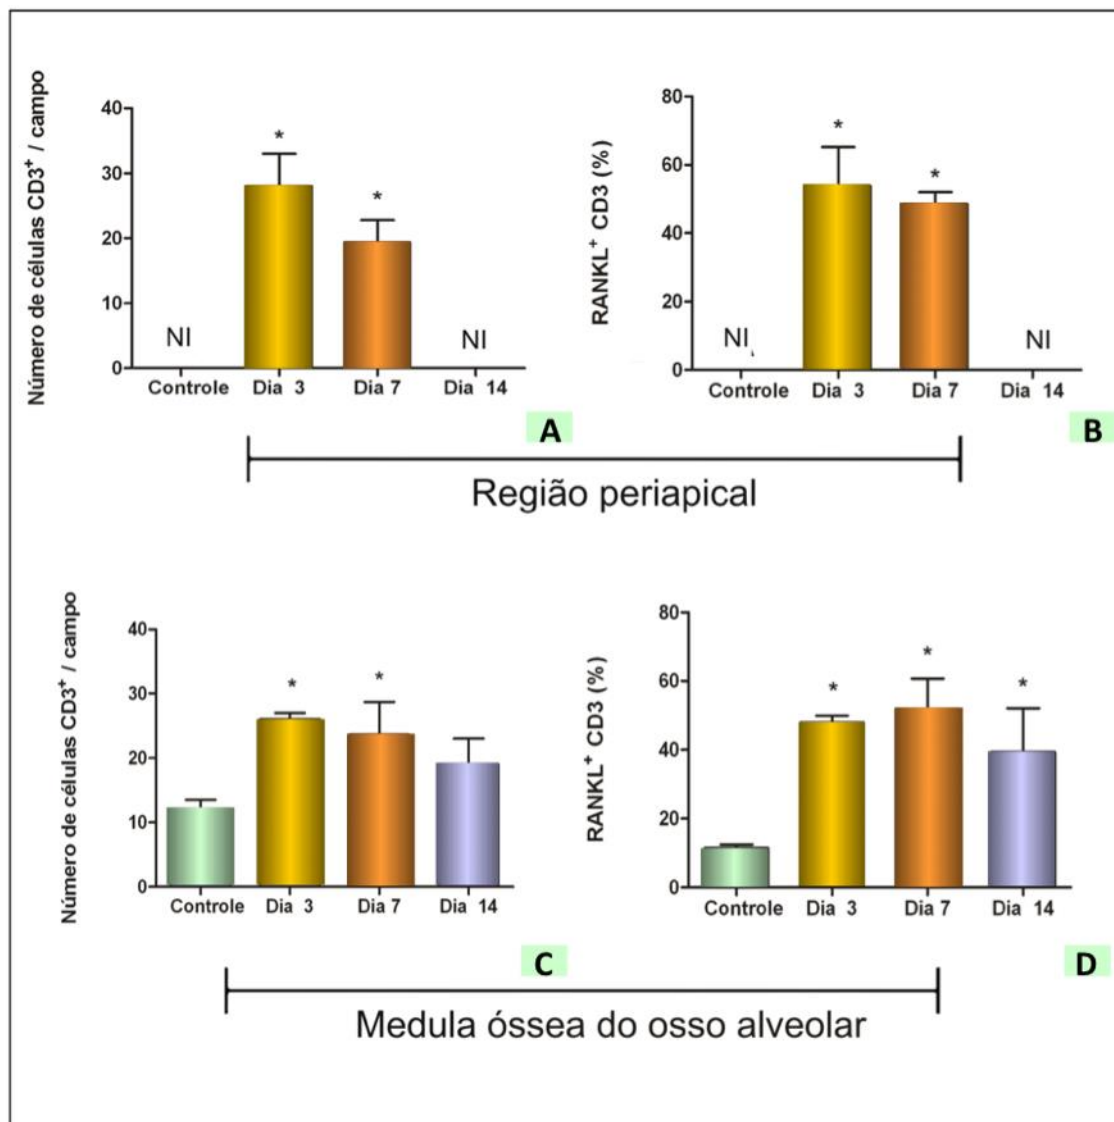 Número de células CD3⁺ / campo
40
30
20
10
0
*
*
NI
NI
Controle
Dia 3
Dia 7
Dia 14
A
RANKL⁺ CD3 (%)
80
60
40
20
0
*
*
NI
NI
Controle
Dia 3
Dia 7
Dia 14
B
Região periapical
Número de células CD3⁺ / campo
40
30
20
10
0
*
*
Controle
Dia 3
Dia 7
Dia 14
C
RANKL⁺ CD3 (%)
80
60
40
20
0
*
*
*
Controle
Dia 3
Dia 7
Dia 14
D
Medula óssea do osso alveolar